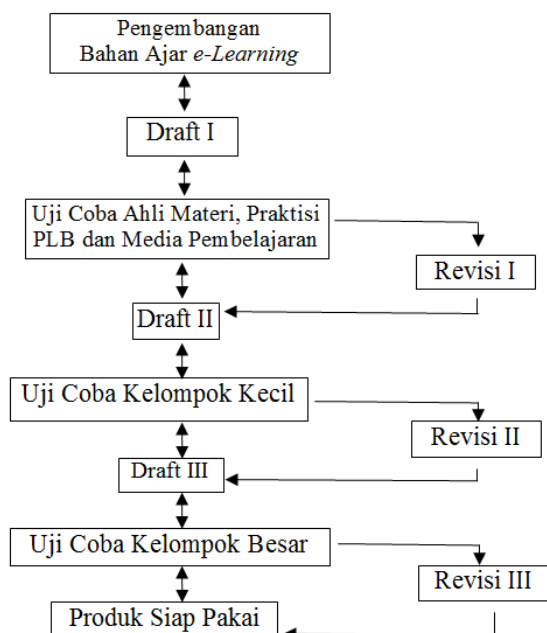 Pengembangan
Bahan Ajar e-Learning
Draft I
Uji Coba Ahli Materi, Praktisi
PLB dan Media Pembelajaran
Revisi I
Draft II
Uji Coba Kelompok Kecil
Revisi II
Draft III
Uji Coba Kelompok Besar
Revisi III
Produk Siap Pakai